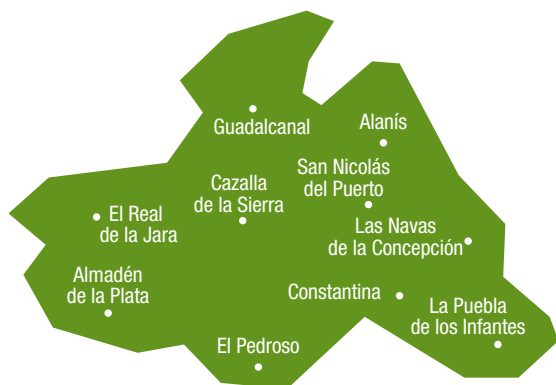 Guadalcanal
Alanís
San Nicolás
del Puerto
Cazalla
de la Sierra
El Real
de la Jara
Las Navas
de la Concepción
Almadén
de la Plata
Constantina
La Puebla
de los Infantes
El Pedroso